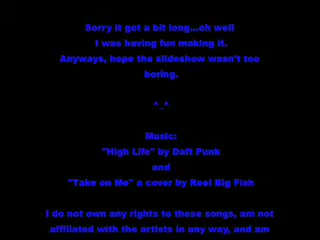 Sorry it got a bit long...oh well
I was having fun making it.
Anyways, hope the slideshow wasn't too
boring.
^_^
Music:
"High Life" by Daft Punk
and
"Take on Me" a cover by Reel Big Fish
I do not own any rights to these songs, am not
affiliated with the artists in any way, and am